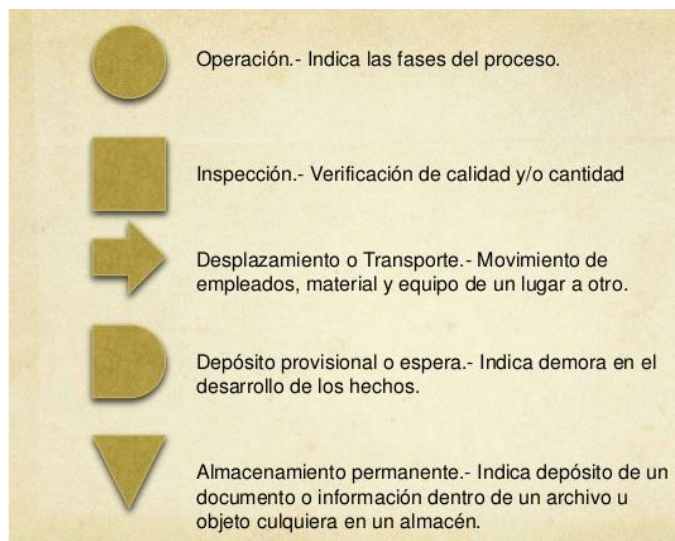 Operación.- Indica las fases del proceso.
Inspección.- Verificación de calidad y/o cantidad
Desplazamiento o Transporte.- Movimiento de
empleados, material y equipo de un lugar a otro.
Depósito provisional o espera.- Indica demora en el
desarrollo de los hechos.
Almacenamiento permanente.- Indica depósito de un
documento o información dentro de un archivo u
objeto culquiera en un almacén.